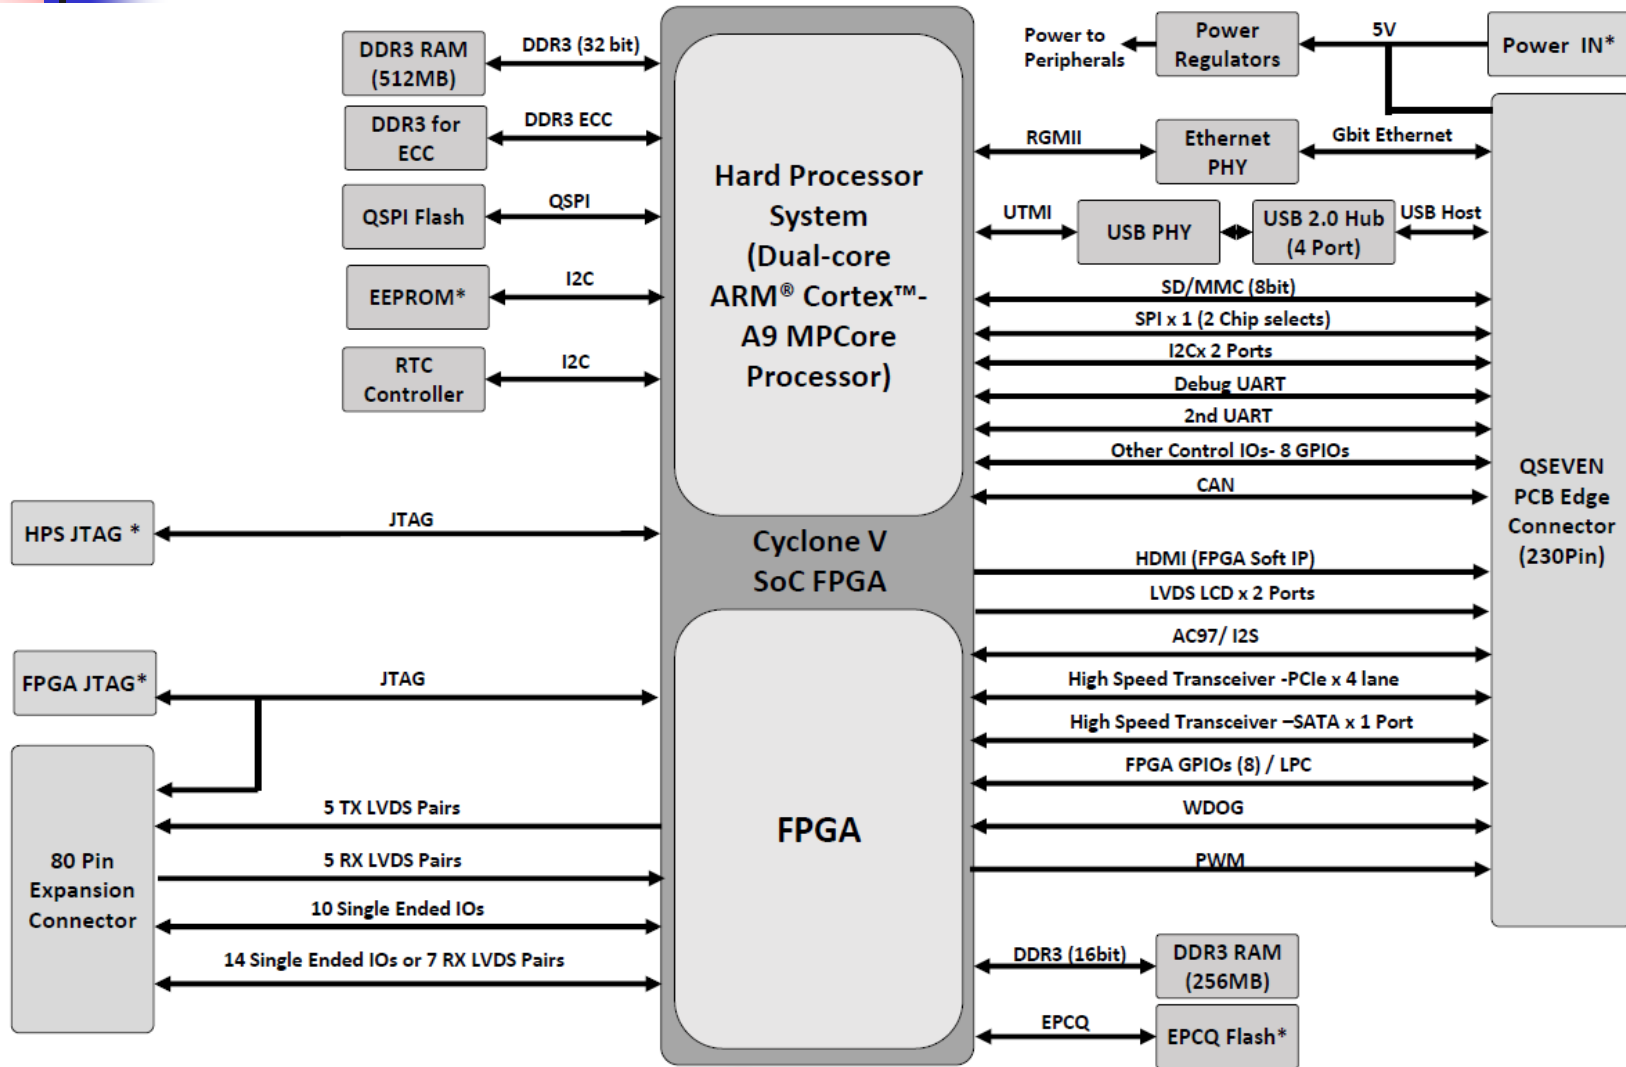 DDR3 RAM
(512MB)
DDR3 (32 bit)
DDR3 for
ECC
DDR3 ECC
QSPI Flash
QSPI
EEPROM*
I2C
RTC
Controller
I2C
HPS JTAG *
JTAG
FPGA JTAG*
JTAG
80 Pin
Expansion
Connector
5 TX LVDS Pairs
5 RX LVDS Pairs
10 Single Ended IOs
14 Single Ended IOs or 7 RX LVDS Pairs
Hard Processor
System
(Dual-core
ARM® Cortex™-
A9 MPCore
Processor)
Cyclone V
SoC FPGA
FPGA
Power to
Peripherals
Power
Regulators
5V
Power IN*
RGMII
Ethernet
PHY
Gbit Ethernet
UTMI
USB PHY
USB 2.0 Hub
(4 Port)
USB Host
SD/MMC (8bit)
SPI x 1 (2 Chip selects)
I2Cx 2 Ports
Debug UART
2nd UART
Other Control IOs- 8 GPIOs
CAN
HDMI (FPGA Soft IP)
LVDS LCD x 2 Ports
AC97/ I2S
High Speed Transceiver -PCIe x 4 lane
High Speed Transceiver –SATA x 1 Port
FPGA GPIOs (8) / LPC
WDOG
PWM
QSEVEN
PCB Edge
Connector
(230Pin)
DDR3 (16bit)
DDR3 RAM
(256MB)
EPCQ
EPCQ Flash*